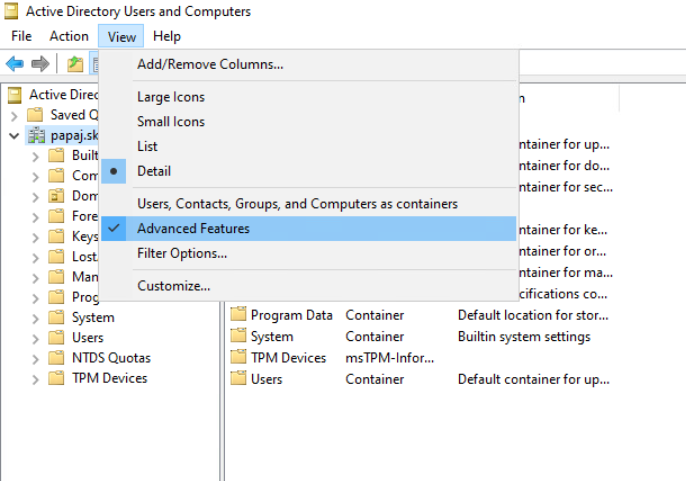 Active Directory Users and Computers
File Action View Help
Add/Remove Columns...
Large Icons
Small Icons
List
Detail
Users, Contacts, Groups, and Computers as containers
Advanced Features
Filter Options...
Customize...
Active Direc
Saved Q
papaj.sk
Built
Com
Dom
Fore
Keys
Lost
Man
Prog
System
Users
NTDS Quotas
TPM Devices
n
ntainer for up...
ntainer for do...
ntainer for sec...
ntainer for ke...
ntainer for or...
ntainer for ma...
cifications co...
Program Data Container Default location for stor...
System Container Builtin system settings
TPM Devices msTPM-Infor...
Users Container Default container for up...